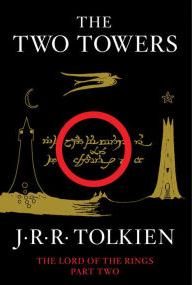 THE
TWO TOWERS
J·R·R·TOLKIEN
THE LORD OF THE RINGS
PART TWO